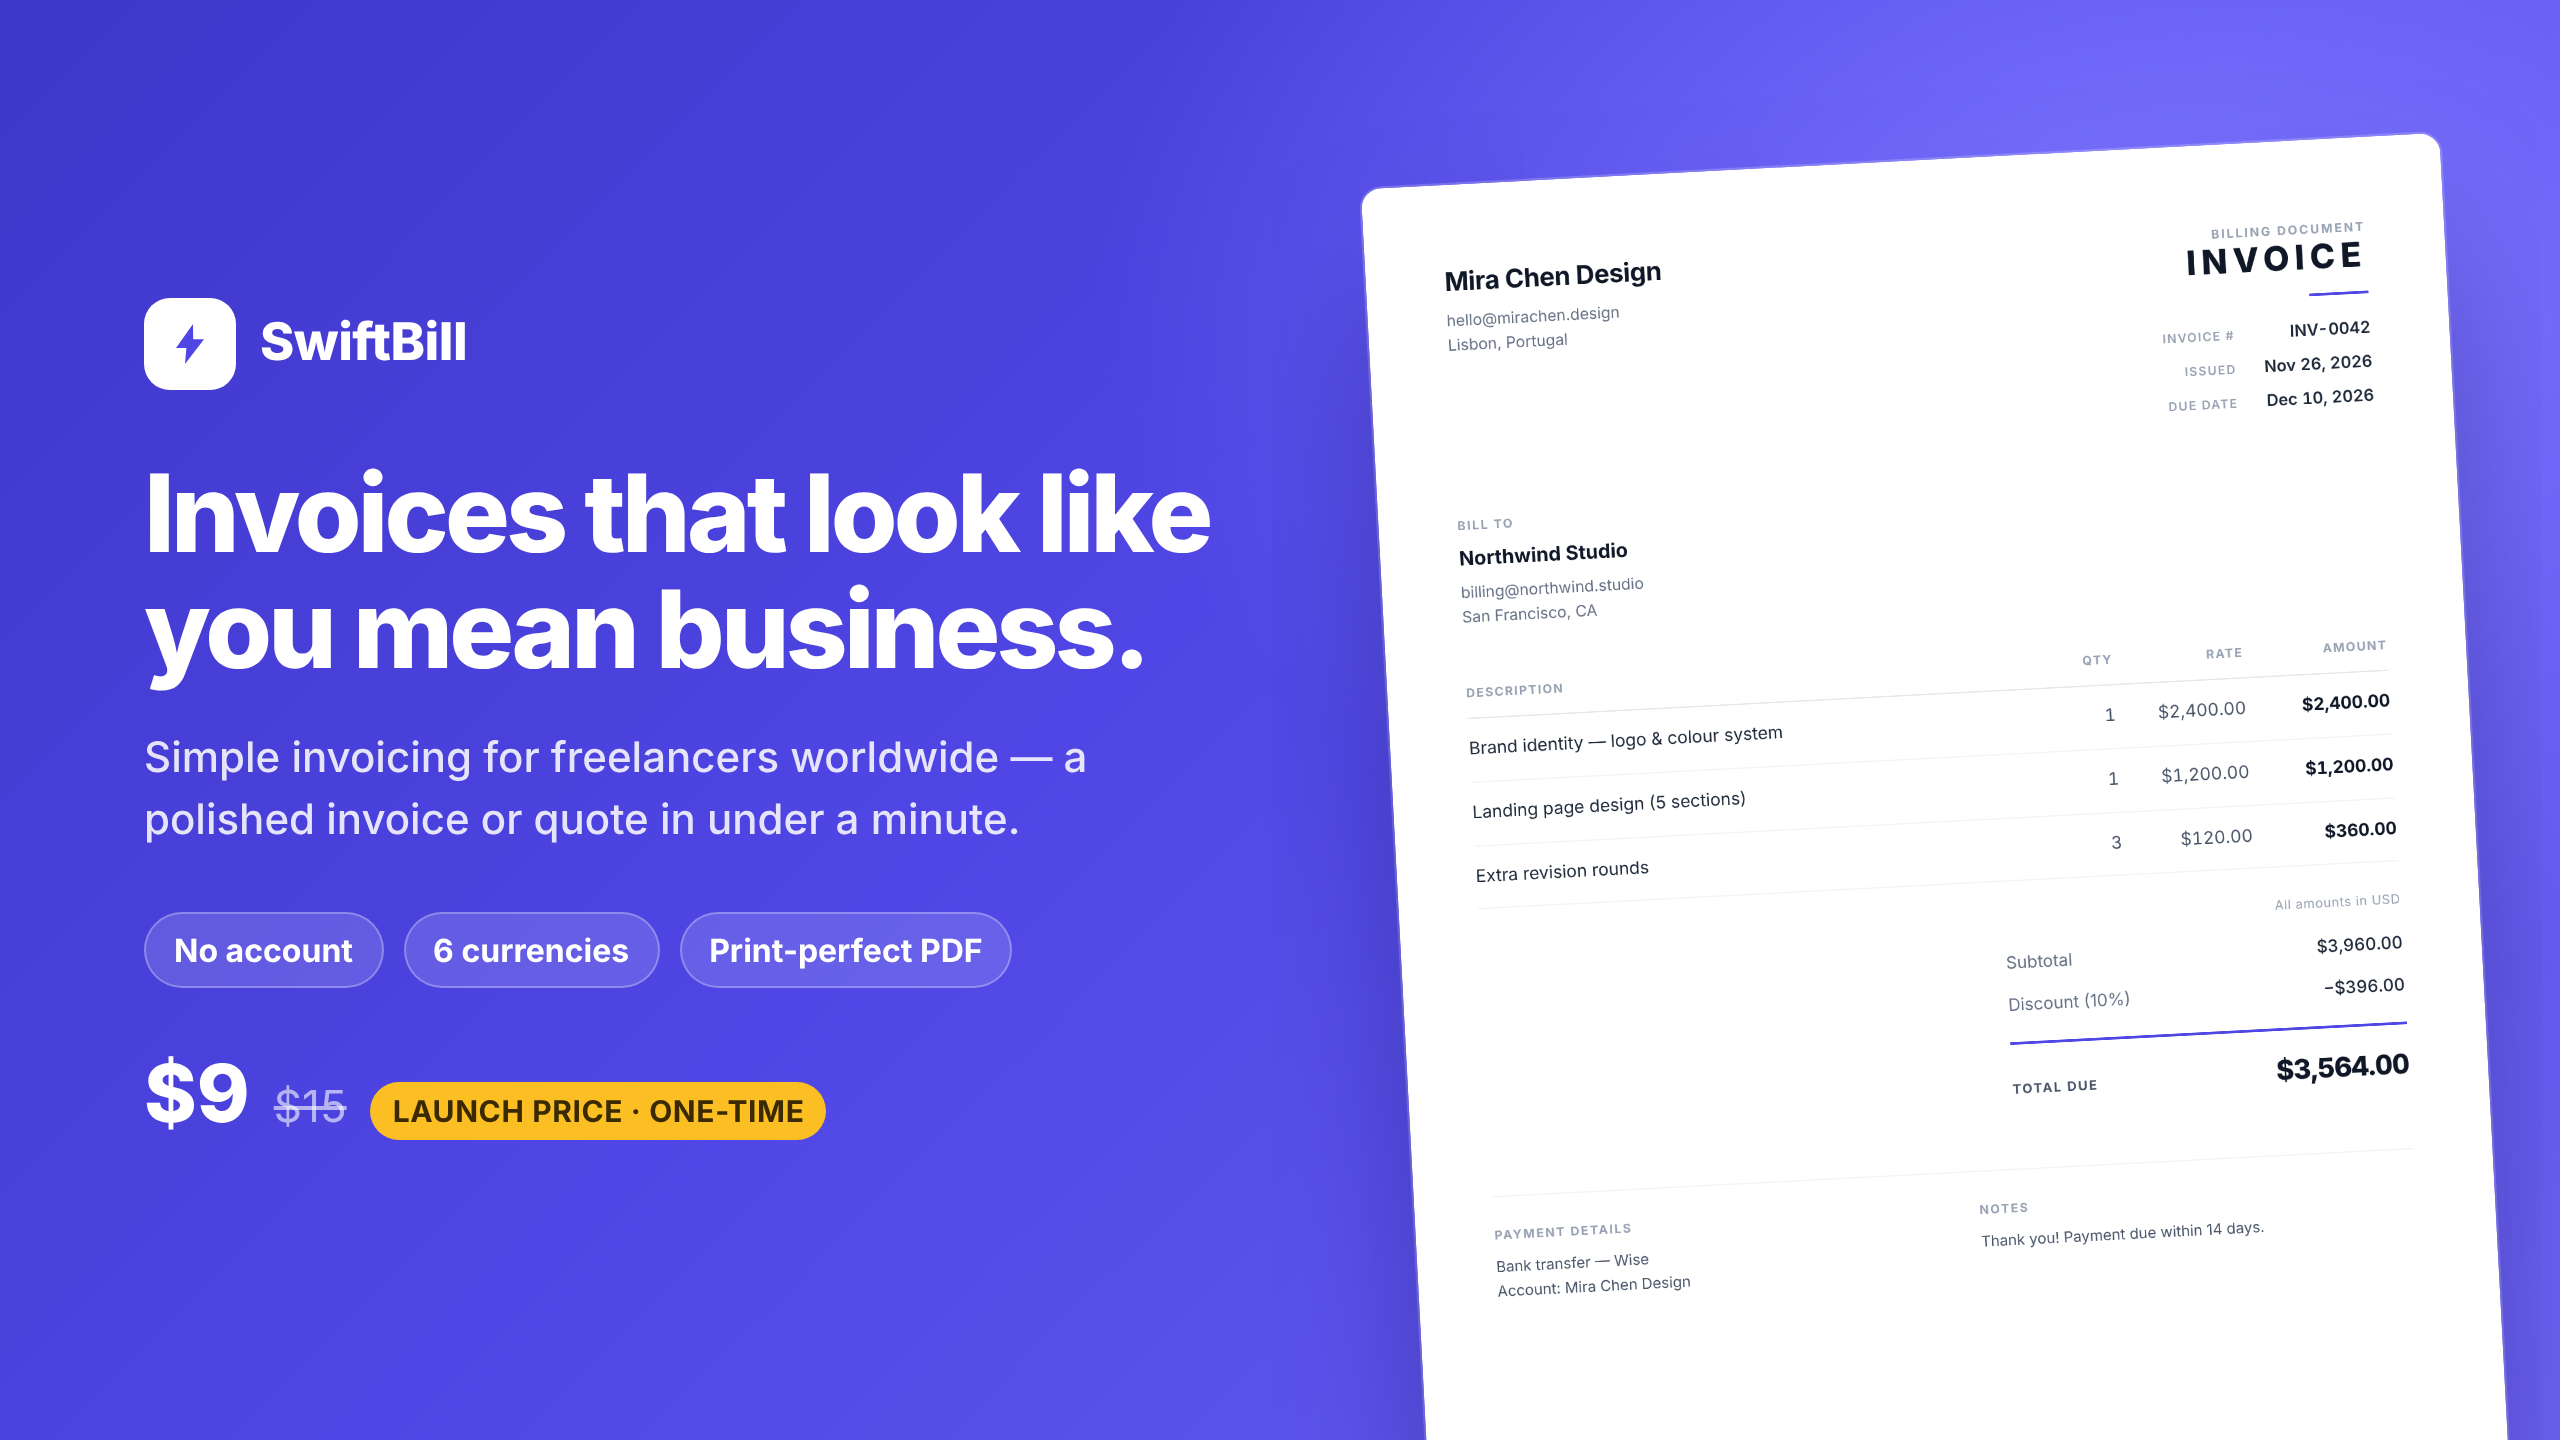 SwiftBill
Invoices that look like
you mean business.
Simple invoicing for freelancers worldwide — a
polished invoice or quote in under a minute.
No account
6 currencies
Print-perfect PDF
$9 $15 LAUNCH PRICE · ONE-TIME
BILLING DOCUMENT
INVOICE
Mira Chen Design
hello@mirachen.design
Lisbon, Portugal
INVOICE # INV-0042
ISSUED Nov 26, 2026
DUE DATE Dec 10, 2026
BILL TO
Northwind Studio
billing@northwind.studio
San Francisco, CA
DESCRIPTION QTY RATE AMOUNT
Brand identity — logo & colour system 1 $2,400.00 $2,400.00
Landing page design (5 sections) 1 $1,200.00 $1,200.00
Extra revision rounds 3 $120.00 $360.00
All amounts in USD
Subtotal $3,960.00
Discount (10%) −$396.00
TOTAL DUE $3,564.00
PAYMENT DETAILS
Bank transfer — Wise
Account: Mira Chen Design
NOTES
Thank you! Payment due within 14 days.